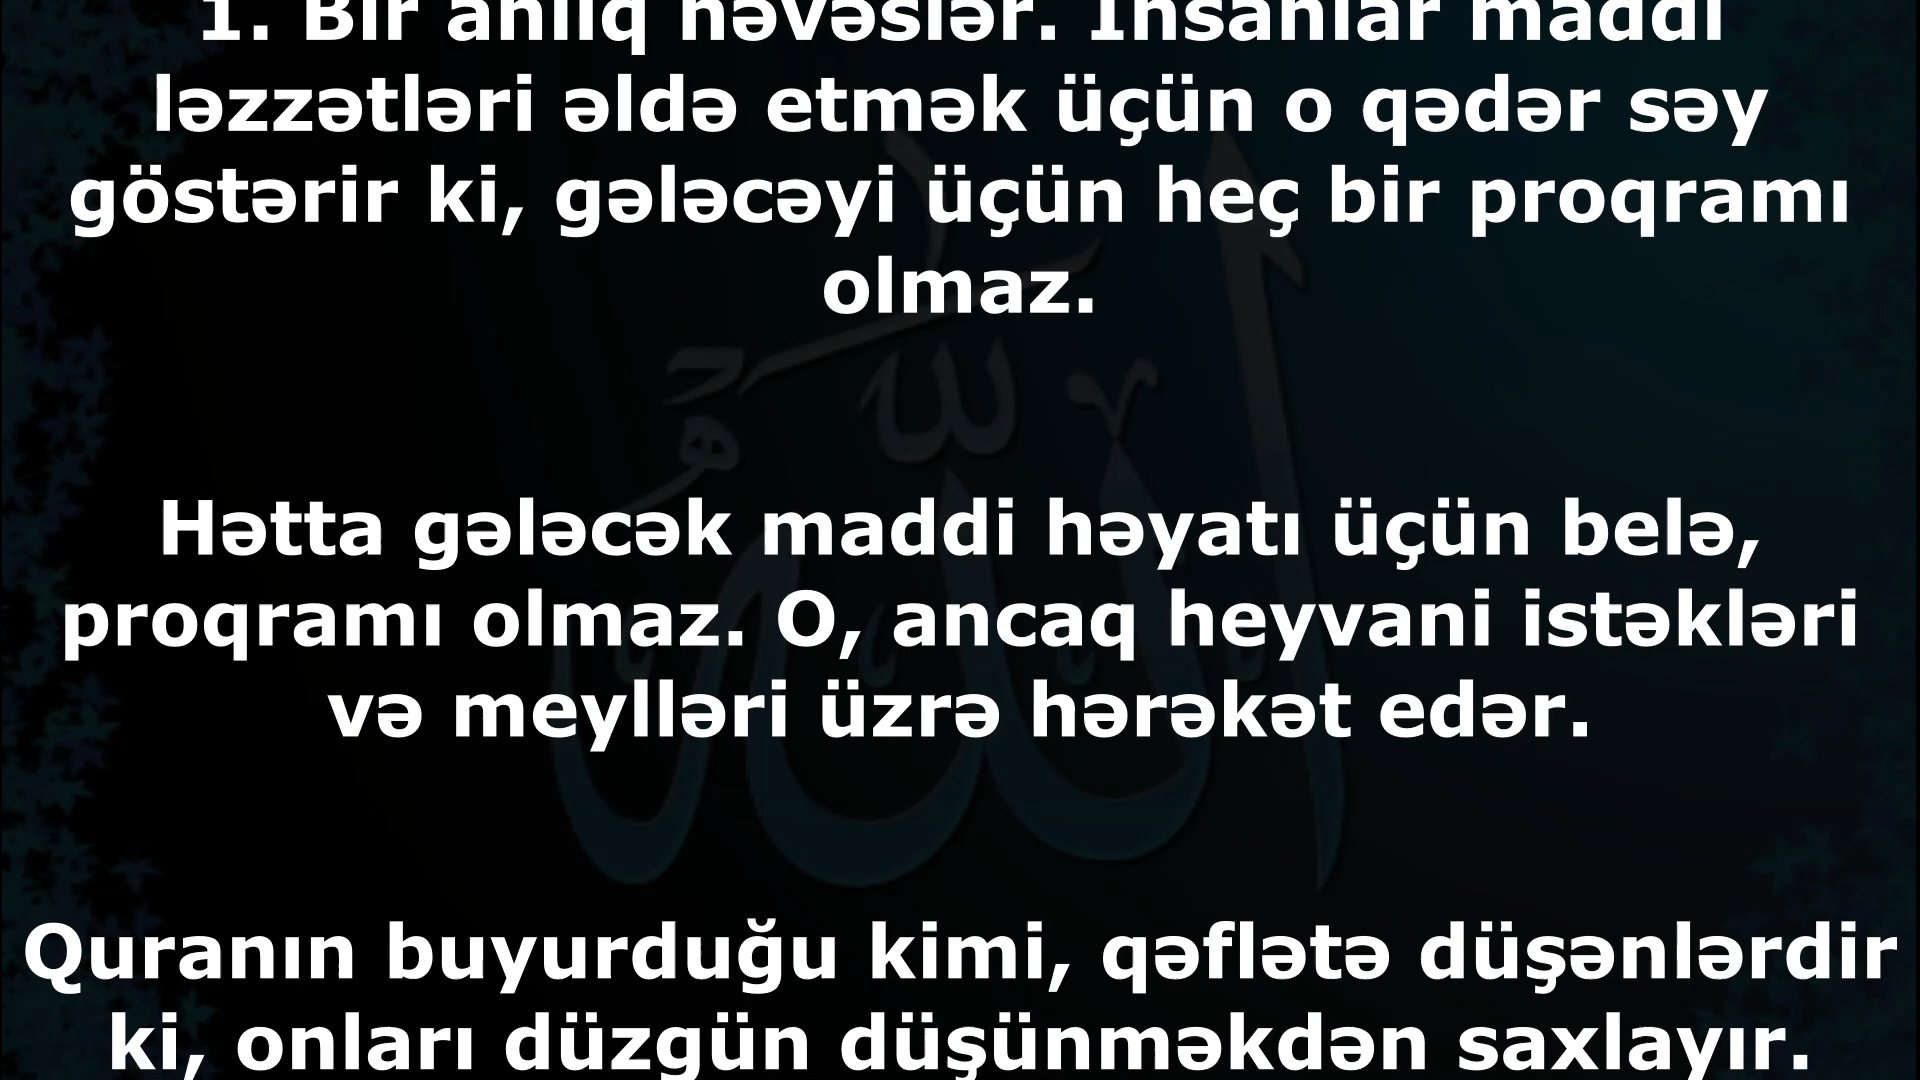 1. Bir anlıq həvəslər. İnsanlar maddi
ləzzətləri əldə etmək üçün o qədər səy
göstərir ki, gələcəyi üçün heç bir proqramı
olmaz.
Hətta gələcək maddi həyatı üçün belə,
proqramı olmaz. O, ancaq heyvani istəkləri
və meylləri üzrə hərəkət edər.
Quranın buyurduğu kimi, qəflətə düşənlərdir
ki, onları düzgün düşünməkdən saxlayır.
الله